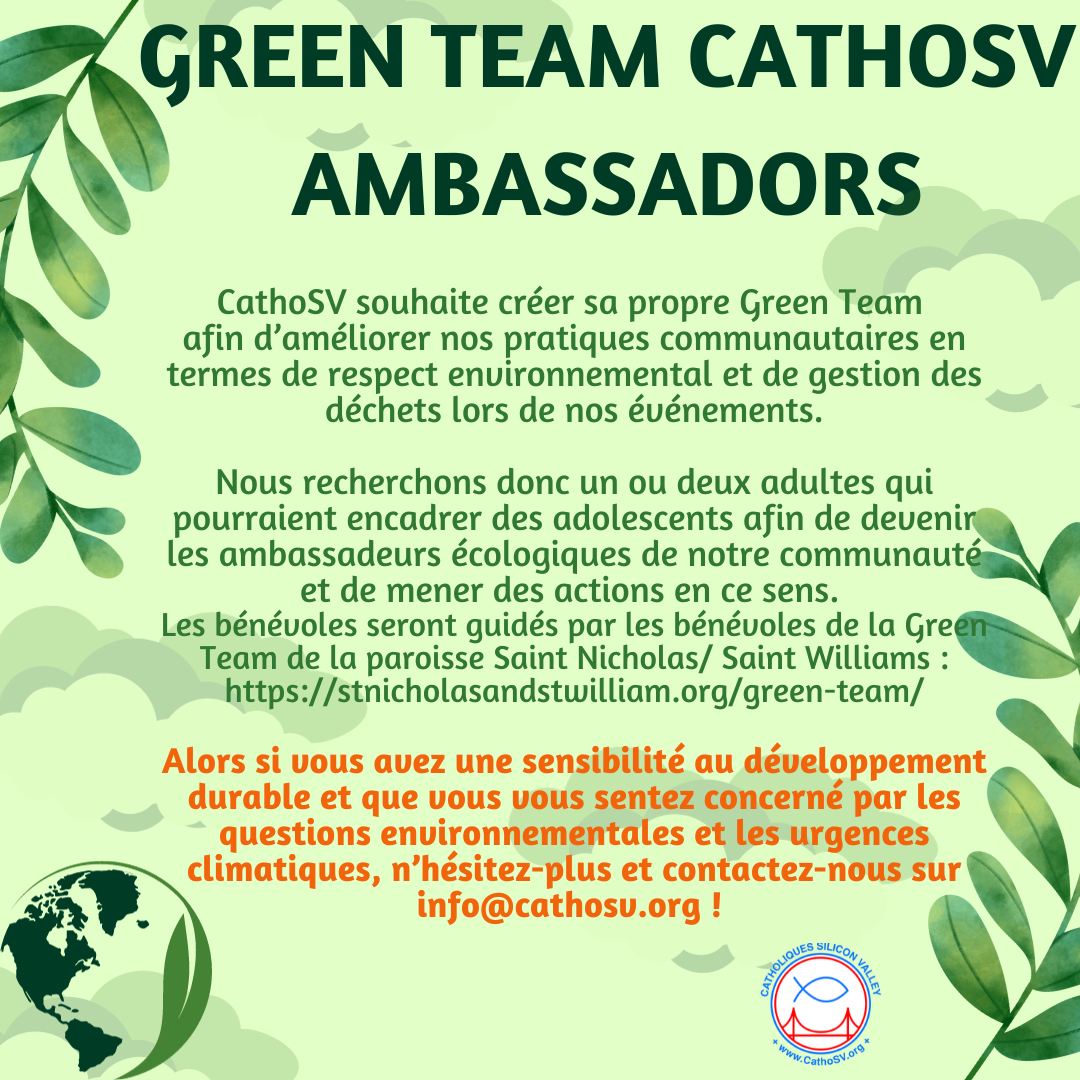 GREEN TEAM CATHOSV
AMBASSADORS
CathoSV souhaite créer sa propre Green Team
afin d’améliorer nos pratiques communautaires en
termes de respect environnemental et de gestion des
déchets lors de nos événements.
Nous recherchons donc un ou deux adultes qui
pourraient encadrer des adolescents afin de devenir
les ambassadeurs écologiques de notre communauté
et de mener des actions en ce sens.
Les bénévoles seront guidés par les bénévoles de la Green
Team de la paroisse Saint Nicholas/ Saint Williams :
https://stnicholasandstwilliam.org/green-team/
Alors si vous avez une sensibilité au développement
durable et que vous vous sentez concerné par les
questions environnementales et les urgences
climatiques, n’hésitez-plus et contactez-nous sur
info@cathosv.org !
CATHOLIQUES SILICON VALLEY
+ www.CathoSV.org +